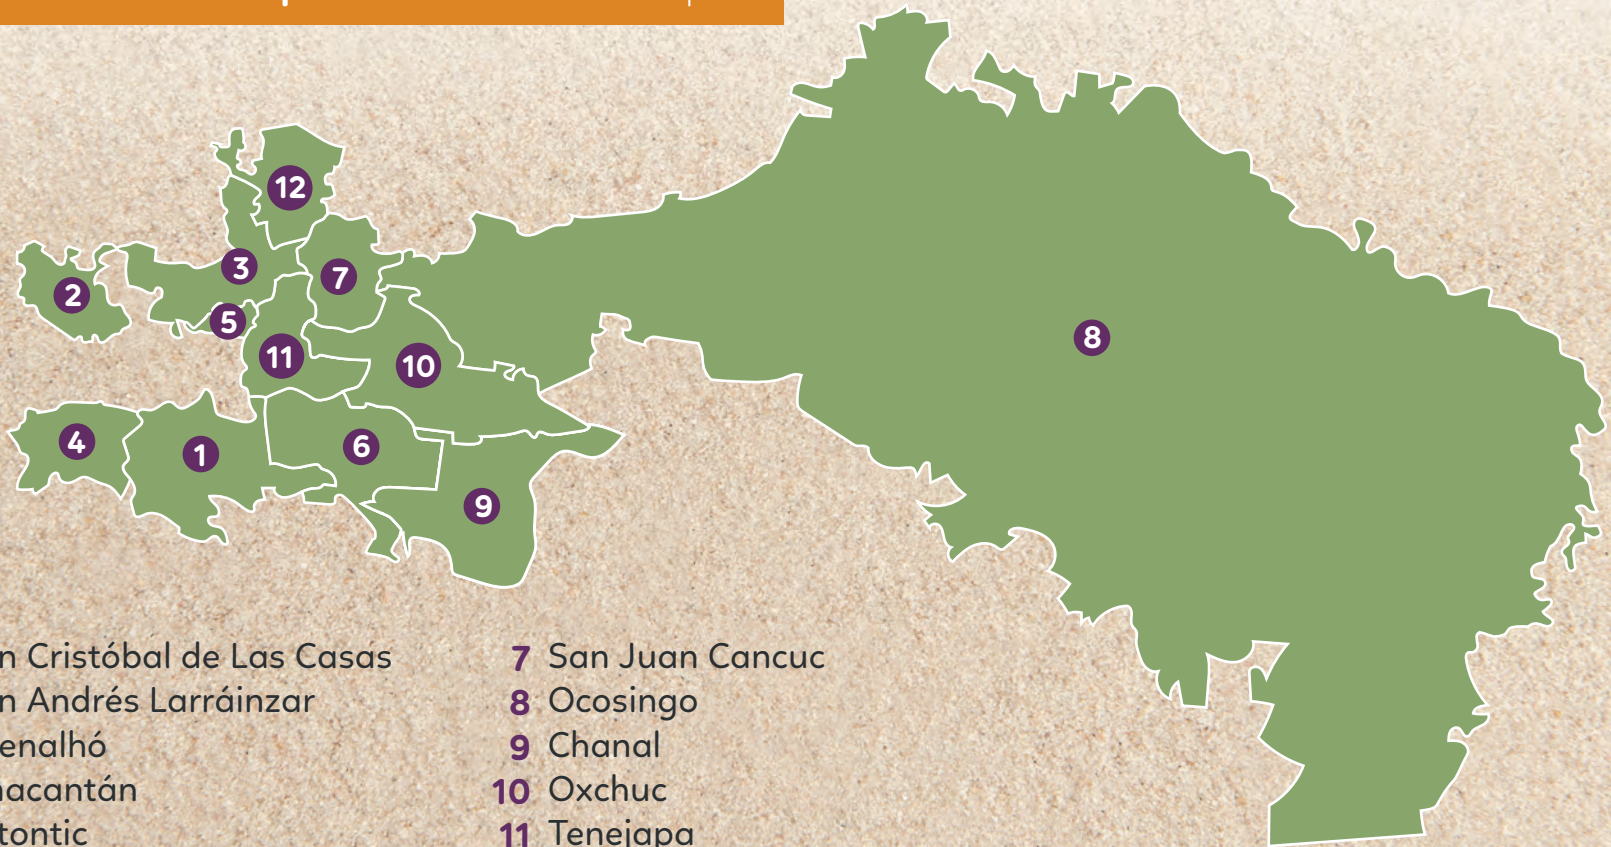 12
3
7
2
5
8
11
10
4
1
6
9
n Cristóbal de Las Casas
n Andrés Larráinzar
enalhó
nacantán
tontic
7 San Juan Cancuc
8 Ocosingo
9 Chanal
10 Oxchuc
11 Tenejapa